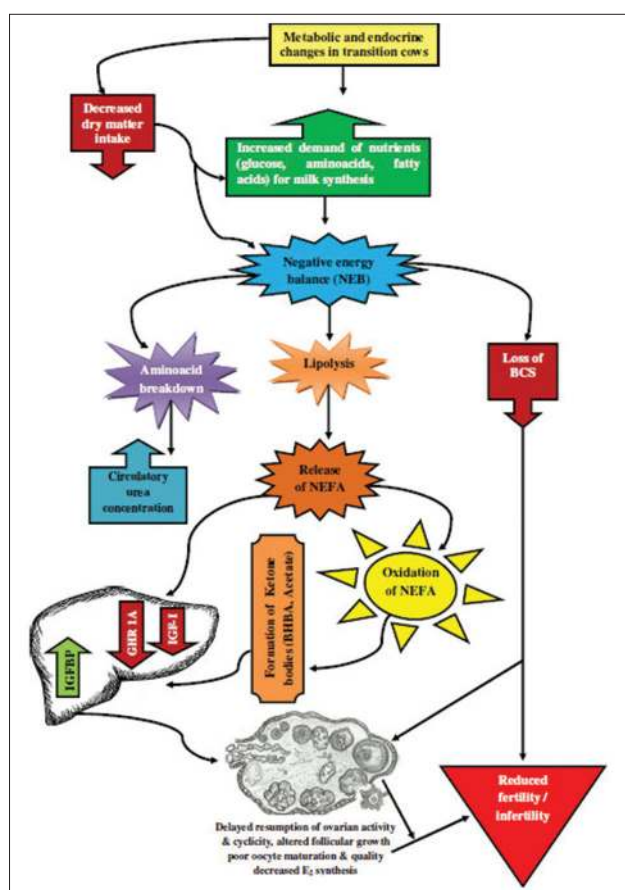 Metabolic and endocrine
changes in transition cows
Decreased
dry matter
intake
Increased demand of nutrients
(glucose, aminoacids, fatty
acids) for milk synthesis
Negative energy
balance (NEB)
Aminoacid
breakdown
Lipolysis
Loss of
BCS
Circulatory
urea
concentration
Release
of NEFA
Oxidation
of NEFA
Formation of Ketone
bodies (BHBA, Acetate)
IGFBP
GHR 1A
IGF-I
Delayed resumption of ovarian activity
& cyclicity, altered follicular growth
poor oocyte maturation & quality
decreased E₂ synthesis
Reduced
fertility /
Infertility